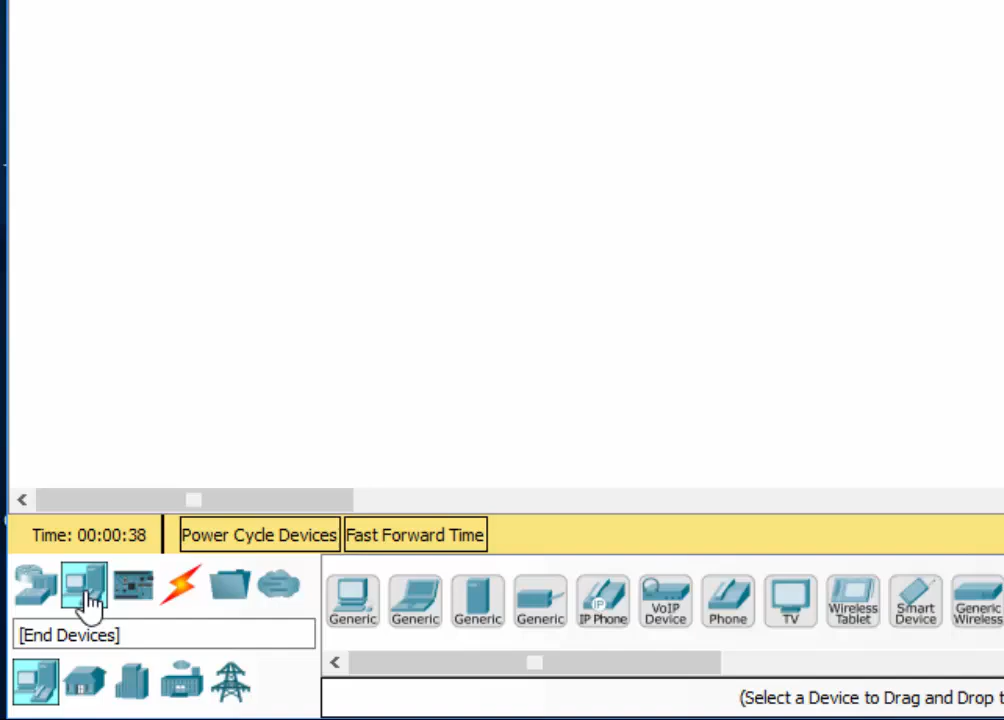 Time: 00:00:38
Power Cycle Devices
Fast Forward Time
Generic
Generic
Generic
Generic
IP
IP Phone
VoIP
Device
Phone
TV
Wireless
Tablet
Smart
Device
Generic
Wireless
[End Devices]
(Select a Device to Drag and Drop t